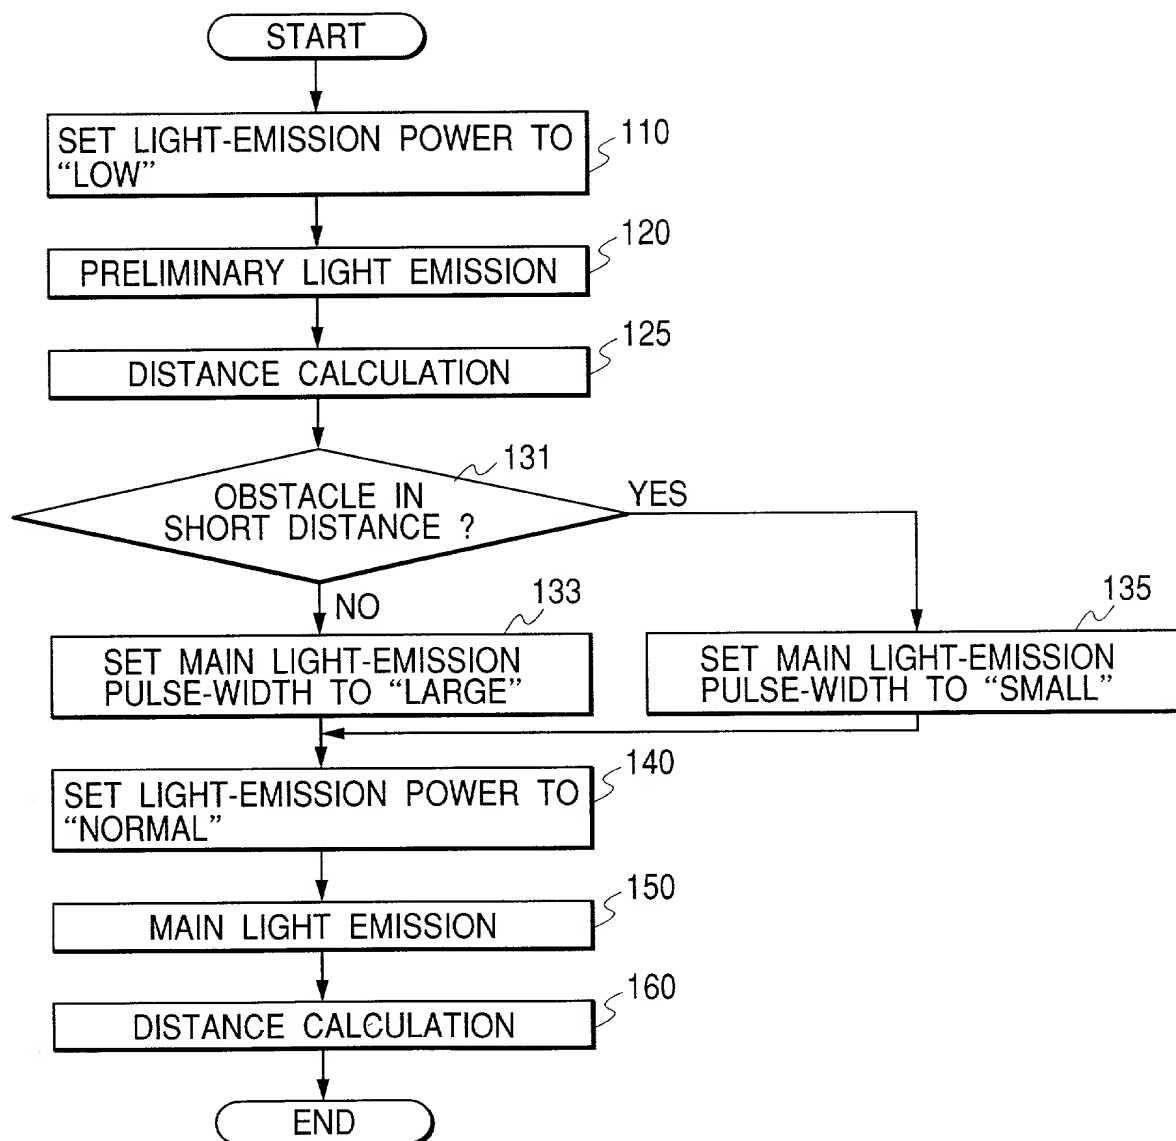 START
SET LIGHT-EMISSION POWER TO
“LOW”
110
PRELIMINARY LIGHT EMISSION
120
DISTANCE CALCULATION
125
131
OBSTACLE IN
SHORT DISTANCE ?
YES
NO
133
SET MAIN LIGHT-EMISSION
PULSE-WIDTH TO “LARGE”
135
SET MAIN LIGHT-EMISSION
PULSE-WIDTH TO “SMALL”
SET LIGHT-EMISSION POWER TO
“NORMAL”
140
MAIN LIGHT EMISSION
150
DISTANCE CALCULATION
160
END